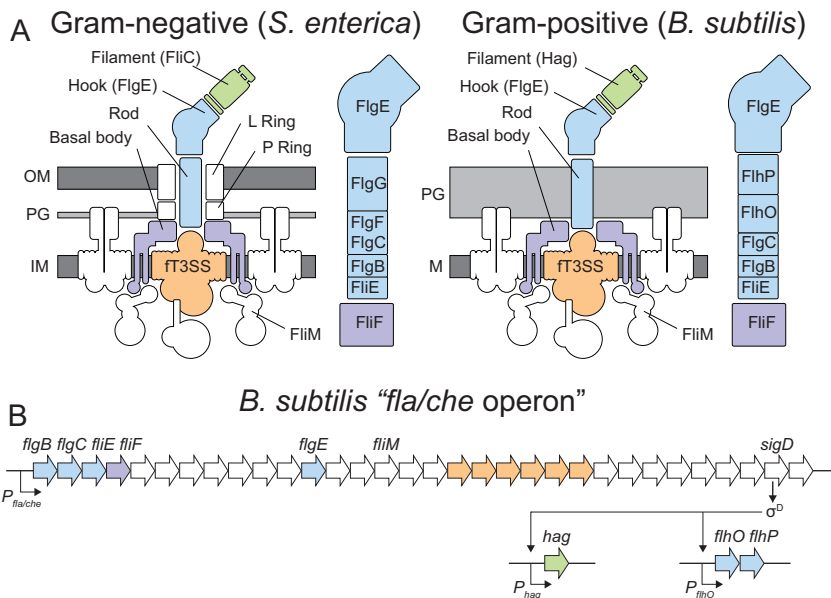 A
Gram-negative (S. enterica)
Gram-positive (B. subtilis)
Filament (FliC)
Hook (FlgE)
Rod
Basal body
L Ring
P Ring
OM
PG
IM
fT3SS
FliM
FlgE
FlgG
FlgF
FlgC
FlgB
FliE
FliF
Filament (Hag)
Hook (FlgE)
Rod
Basal body
PG
M
fT3SS
FliM
FlgE
FlhP
FlhO
FlgC
FlgB
FliE
FliF
B
B. subtilis “fla/che operon”
flgB flgC fliE fliF flgE fliM sigD
Pfla/che
σD
hag
flhO flhP
Phag
PflhO